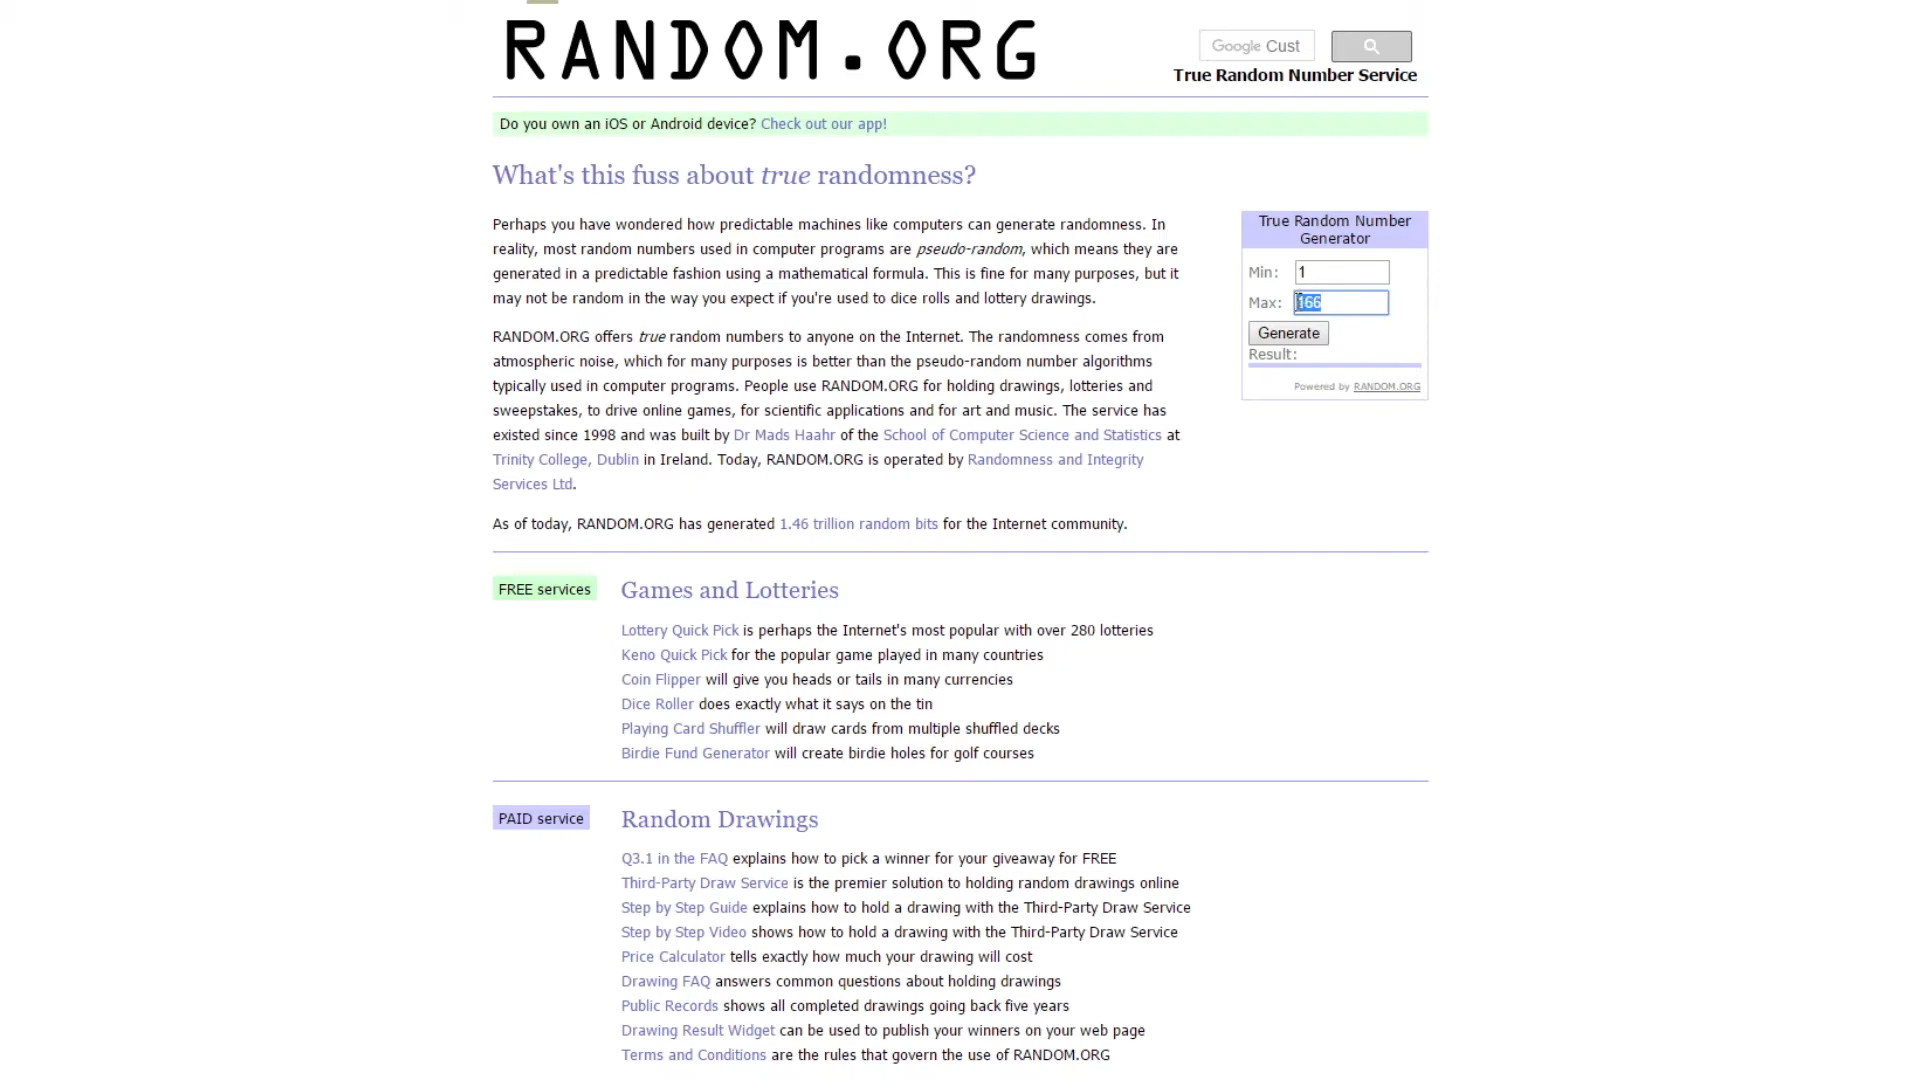 RANDOM.ORG
Google Cust
True Random Number Service
Do you own an iOS or Android device? Check out our app!
What's this fuss about true randomness?
Perhaps you have wondered how predictable machines like computers can generate randomness. In
reality, most random numbers used in computer programs are pseudo-random, which means they are
generated in a predictable fashion using a mathematical formula. This is fine for many purposes, but it
may not be random in the way you expect if you're used to dice rolls and lottery drawings.
RANDOM.ORG offers true random numbers to anyone on the Internet. The randomness comes from
atmospheric noise, which for many purposes is better than the pseudo-random number algorithms
typically used in computer programs. People use RANDOM.ORG for holding drawings, lotteries and
sweepstakes, to drive online games, for scientific applications and for art and music. The service has
existed since 1998 and was built by Dr Mads Haahr of the School of Computer Science and Statistics at
Trinity College, Dublin in Ireland. Today, RANDOM.ORG is operated by Randomness and Integrity
Services Ltd.
As of today, RANDOM.ORG has generated 1.46 trillion random bits for the Internet community.
True Random Number
Generator
Min: 1
Max: 166
Generate
Result:
Powered by RANDOM.ORG
FREE services
Games and Lotteries
Lottery Quick Pick is perhaps the Internet's most popular with over 280 lotteries
Keno Quick Pick for the popular game played in many countries
Coin Flipper will give you heads or tails in many currencies
Dice Roller does exactly what it says on the tin
Playing Card Shuffler will draw cards from multiple shuffled decks
Birdie Fund Generator will create birdie holes for golf courses
PAID service
Random Drawings
Q3.1 in the FAQ explains how to pick a winner for your giveaway for FREE
Third-Party Draw Service is the premier solution to holding random drawings online
Step by Step Guide explains how to hold a drawing with the Third-Party Draw Service
Step by Step Video shows how to hold a drawing with the Third-Party Draw Service
Price Calculator tells exactly how much your drawing will cost
Drawing FAQ answers common questions about holding drawings
Public Records shows all completed drawings going back five years
Drawing Result Widget can be used to publish your winners on your web page
Terms and Conditions are the rules that govern the use of RANDOM.ORG